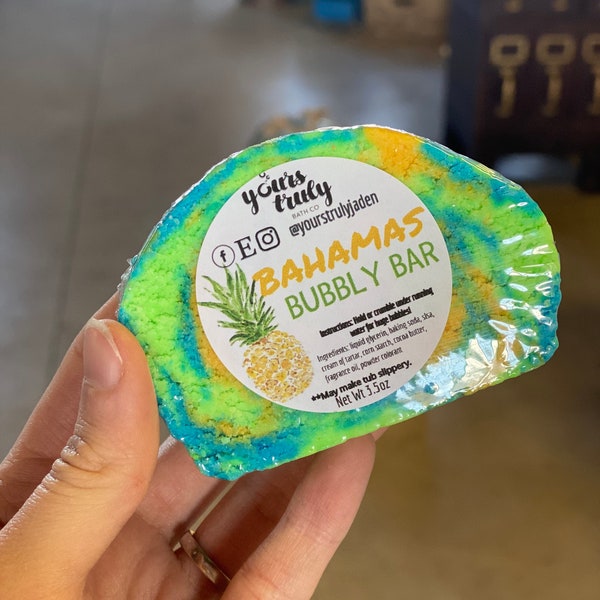 yours
truly
BATH CO
@yourstrulyjaden
f E
BAHAMAS
BUBBLY BAR
Instructions: Hold or crumble under running
water for huge bubbles!
Ingredients: liquid glycerin, baking soda, slsa,
cream of tartar, corn starch, cocoa butter,
fragrance oil, powder colorant
**May make tub slippery.
Net Wt 3.5oz